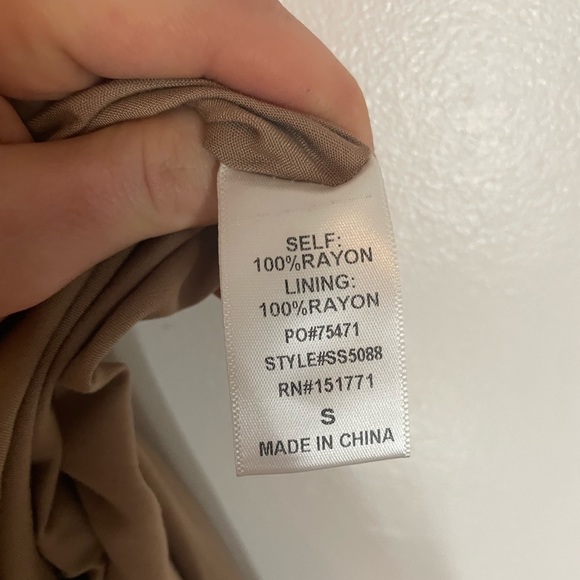 SELF:
100%RAYON
LINING:
100%RAYON
PO#75471
STYLE#SS5088
RN#151771
S
MADE IN CHINA